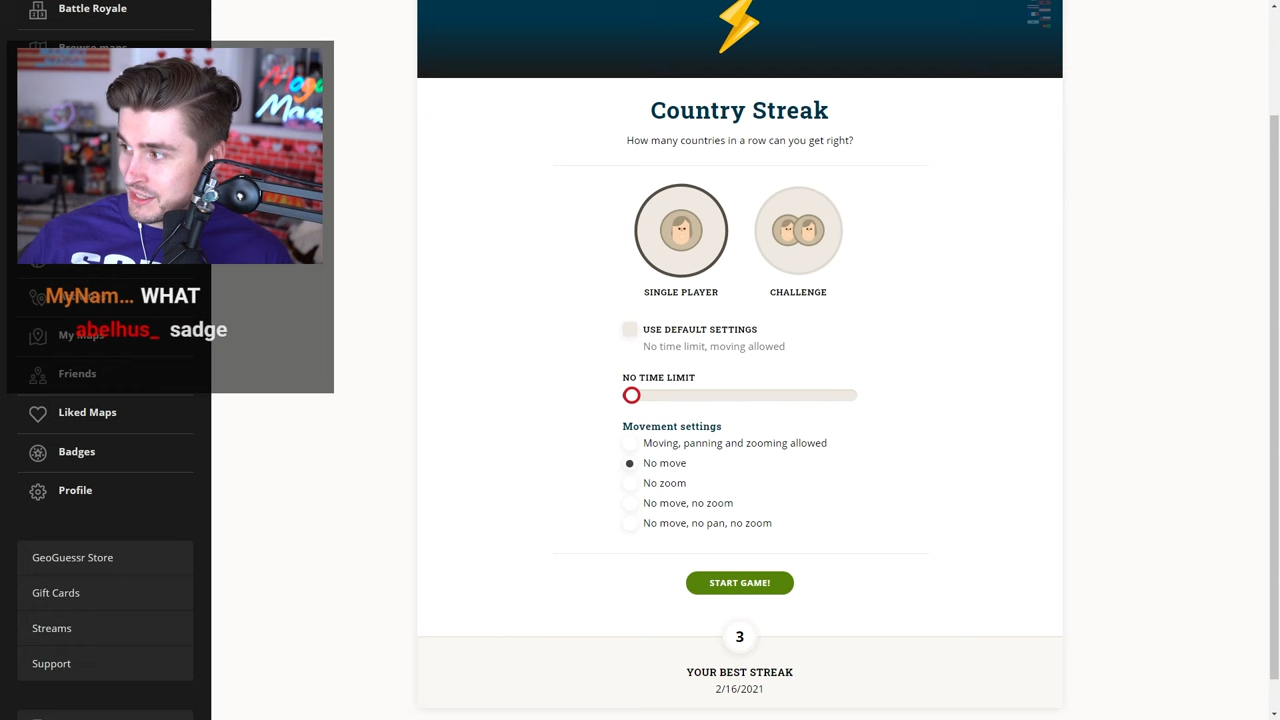 Battle Royale
Browse maps
MyNam... WHAT
abelhus_ sadge
My Maps
Friends
Liked Maps
Badges
Profile
GeoGuessr Store
Gift Cards
Streams
Support
Country Streak
How many countries in a row can you get right?
SINGLE PLAYER
CHALLENGE
USE DEFAULT SETTINGS
No time limit, moving allowed
NO TIME LIMIT
Movement settings
Moving, panning and zooming allowed
No move
No zoom
No move, no zoom
No move, no pan, no zoom
START GAME!
3
YOUR BEST STREAK
2/16/2021